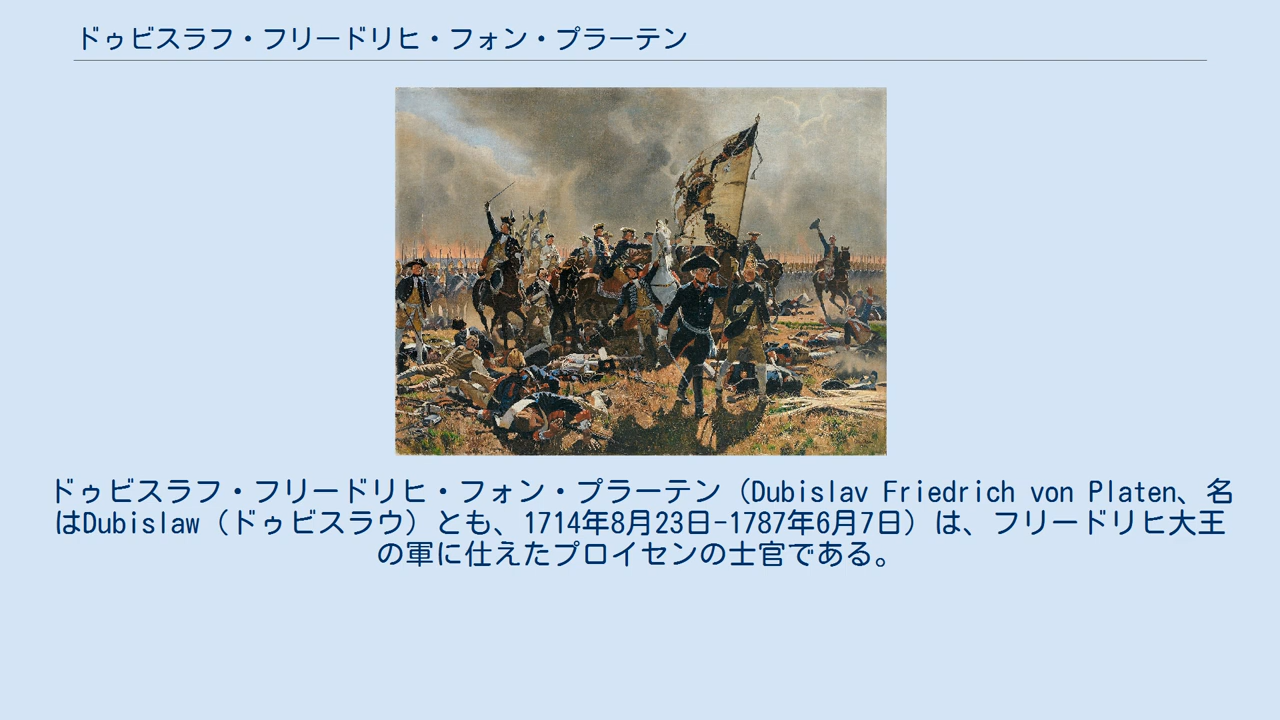 ドゥビスラフ・フリードリヒ・フォン・プラーテン
ドゥビスラフ・フリードリヒ・フォン・プラーテン（Dubislav Friedrich von Platen、名
はDubislaw（ドゥビスラウ）とも、1714年8月23日-1787年6月7日）は、フリードリヒ大王
の軍に仕えたプロイセンの士官である。